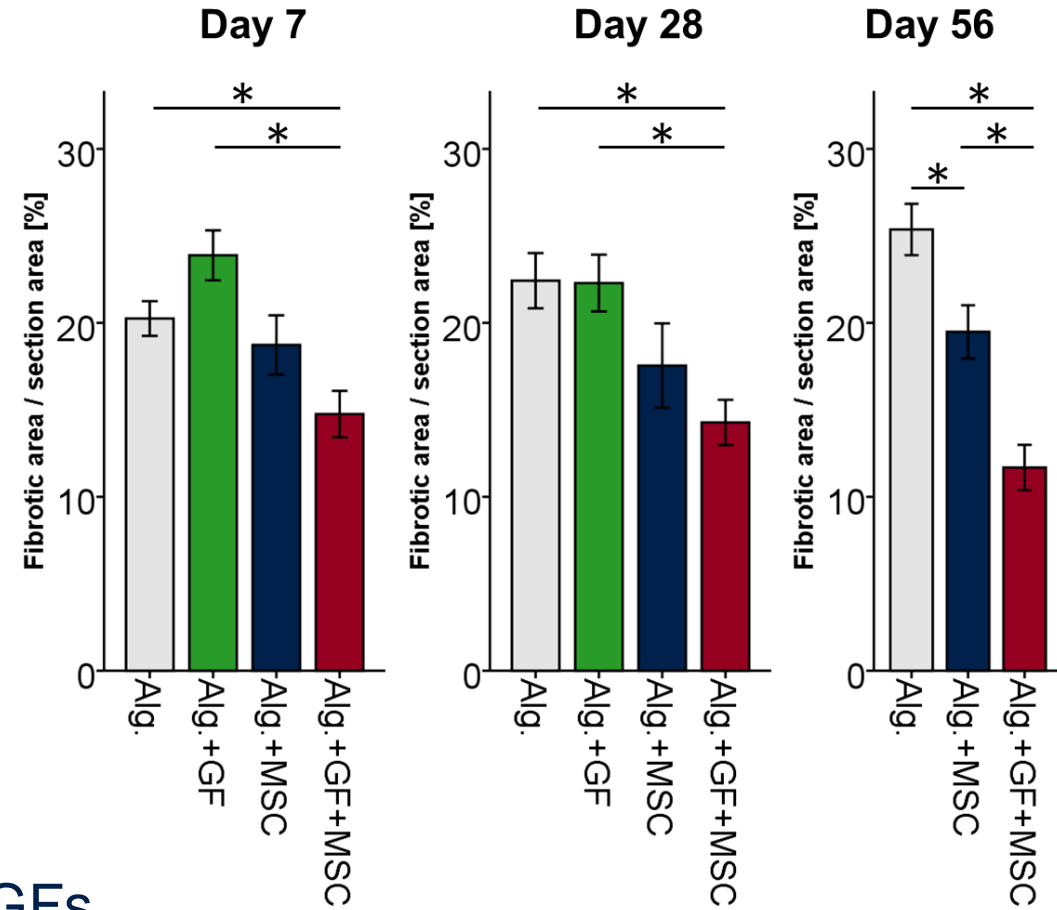 Day 7
*
*
30
20
10
0
Fibrotic area / section area [%]
Alg.
Alg.+GF
Alg.+MSC
Alg.+GF+MSC
Day 28
*
*
30
20
10
0
Fibrotic area / section area [%]
Alg.
Alg.+GF
Alg.+MSC
Alg.+GF+MSC
Day 56
*
*
*
30
20
10
0
Fibrotic area / section area [%]
Alg.
Alg.+MSC
Alg.+GF+MSC
GFs